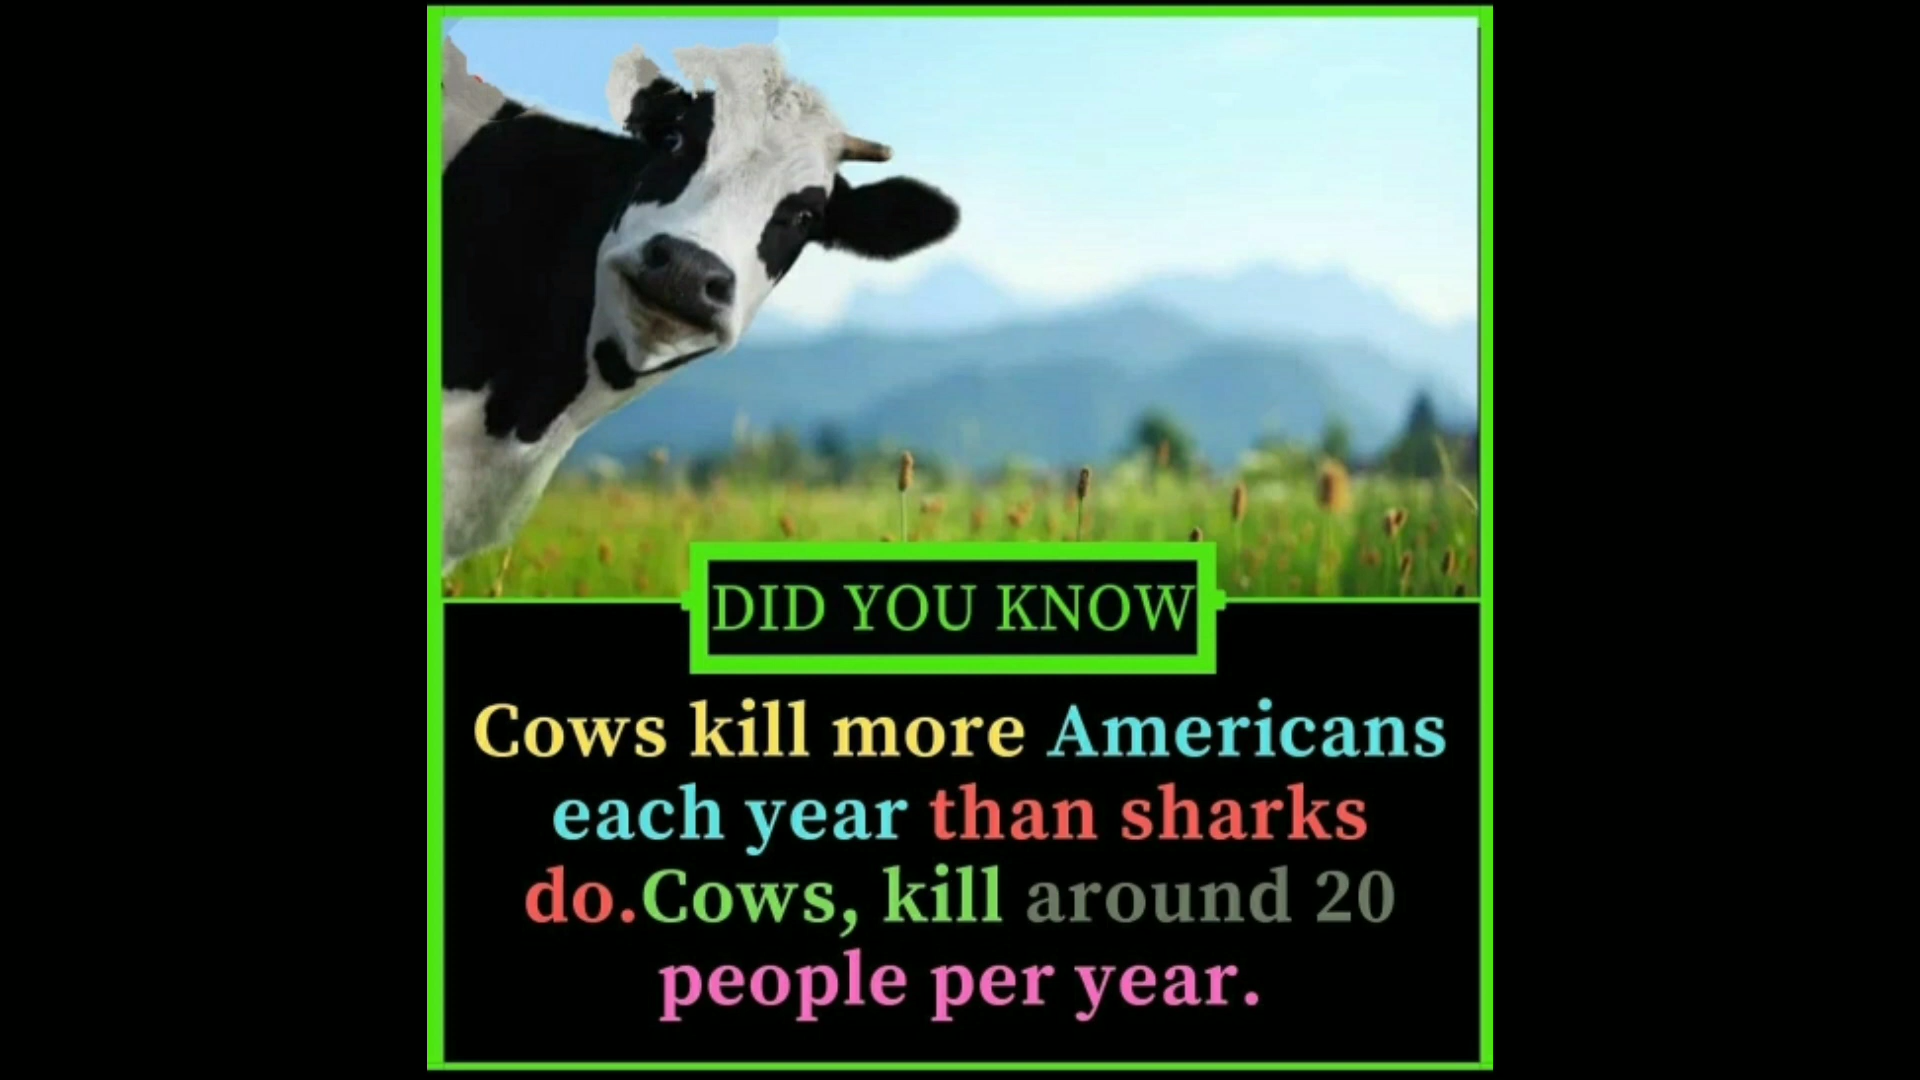 DID YOU KNOW
Cows kill more Americans
each year than sharks
do.Cows, kill around 20
people per year.